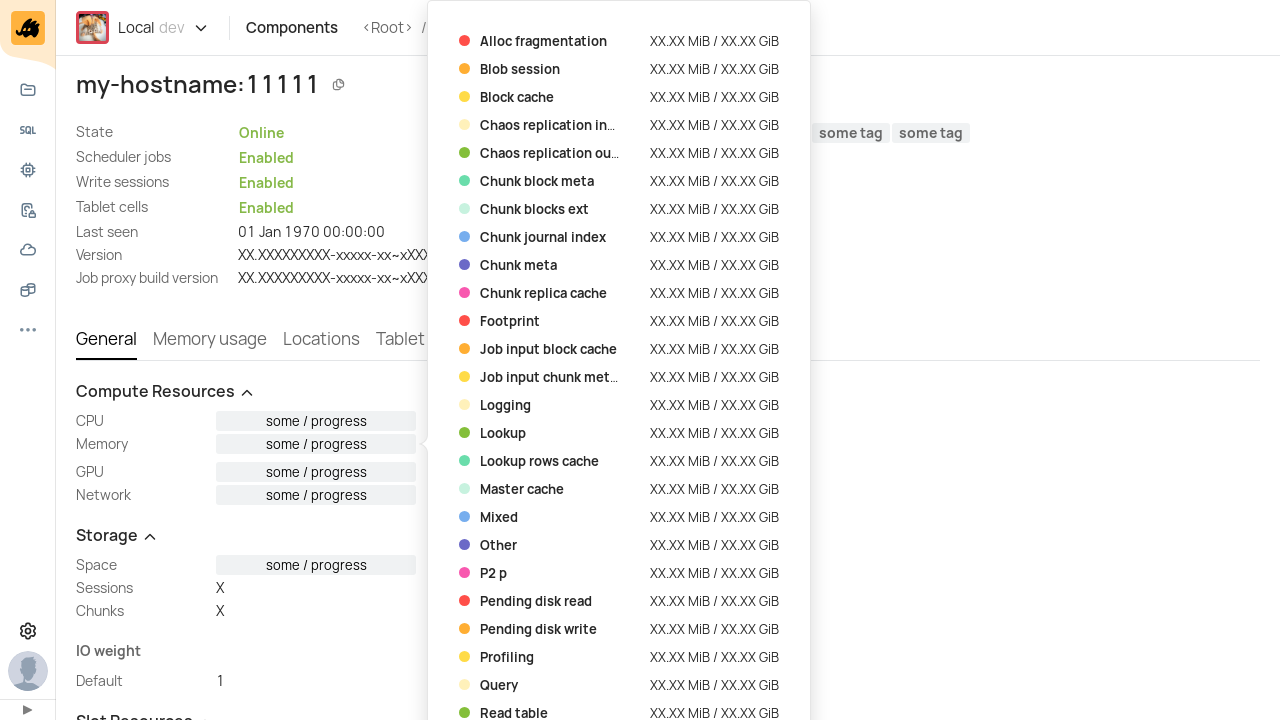 Local dev
Components
<Root> /
my-hostname:11111
SQL
State Online
Scheduler jobs Enabled
Write sessions Enabled
Tablet cells Enabled
Last seen 01 Jan 1970 00:00:00
Version XX.XXXXXXXXX-xxxxx-xx~xXXX
Job proxy build version XX.XXXXXXXXX-xxxxx-xx~xXXX
some tag some tag
General Memory usage Locations Tablet
Compute Resources
CPU some / progress
Memory some / progress
GPU some / progress
Network some / progress
Storage
Space some / progress
Sessions X
Chunks X
IO weight
Default 1
Alloc fragmentation XX.XX MiB / XX.XX GiB
Blob session XX.XX MiB / XX.XX GiB
Block cache XX.XX MiB / XX.XX GiB
Chaos replication in... XX.XX MiB / XX.XX GiB
Chaos replication ou... XX.XX MiB / XX.XX GiB
Chunk block meta XX.XX MiB / XX.XX GiB
Chunk blocks ext XX.XX MiB / XX.XX GiB
Chunk journal index XX.XX MiB / XX.XX GiB
Chunk meta XX.XX MiB / XX.XX GiB
Chunk replica cache XX.XX MiB / XX.XX GiB
Footprint XX.XX MiB / XX.XX GiB
Job input block cache XX.XX MiB / XX.XX GiB
Job input chunk met... XX.XX MiB / XX.XX GiB
Logging XX.XX MiB / XX.XX GiB
Lookup XX.XX MiB / XX.XX GiB
Lookup rows cache XX.XX MiB / XX.XX GiB
Master cache XX.XX MiB / XX.XX GiB
Mixed XX.XX MiB / XX.XX GiB
Other XX.XX MiB / XX.XX GiB
P2 p XX.XX MiB / XX.XX GiB
Pending disk read XX.XX MiB / XX.XX GiB
Pending disk write XX.XX MiB / XX.XX GiB
Profiling XX.XX MiB / XX.XX GiB
Query XX.XX MiB / XX.XX GiB
Read table XX.XX MiB / XX.XX GiB
Slot Resources